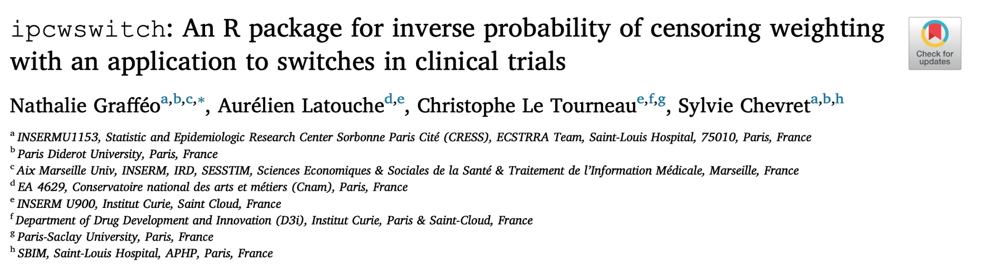 ipcwswitch: An R package for inverse probability of censoring weighting
with an application to switches in clinical trials
Check for
updates
Nathalie Grafféo a,b,c,*, Aurélien Latouche d,e, Christophe Le Tourneau e,f,g, Sylvie Chevret a,b,h
a INSERMU1153, Statistic and Epidemiologic Research Center Sorbonne Paris Cité (CRESS), ECSTRRA Team, Saint-Louis Hospital, 75010, Paris, France
b Paris Diderot University, Paris, France
c Aix Marseille Univ, INSERM, IRD, SESSTIM, Sciences Economiques & Sociales de la Santé & Traitement de l’Information Médicale, Marseille, France
d EA 4629, Conservatoire national des arts et métiers (Cnam), Paris, France
e INSERM U900, Institut Curie, Saint Cloud, France
f Department of Drug Development and Innovation (D3i), Institut Curie, Paris & Saint-Cloud, France
g Paris-Saclay University, Paris, France
h SBIM, Saint-Louis Hospital, APHP, Paris, France